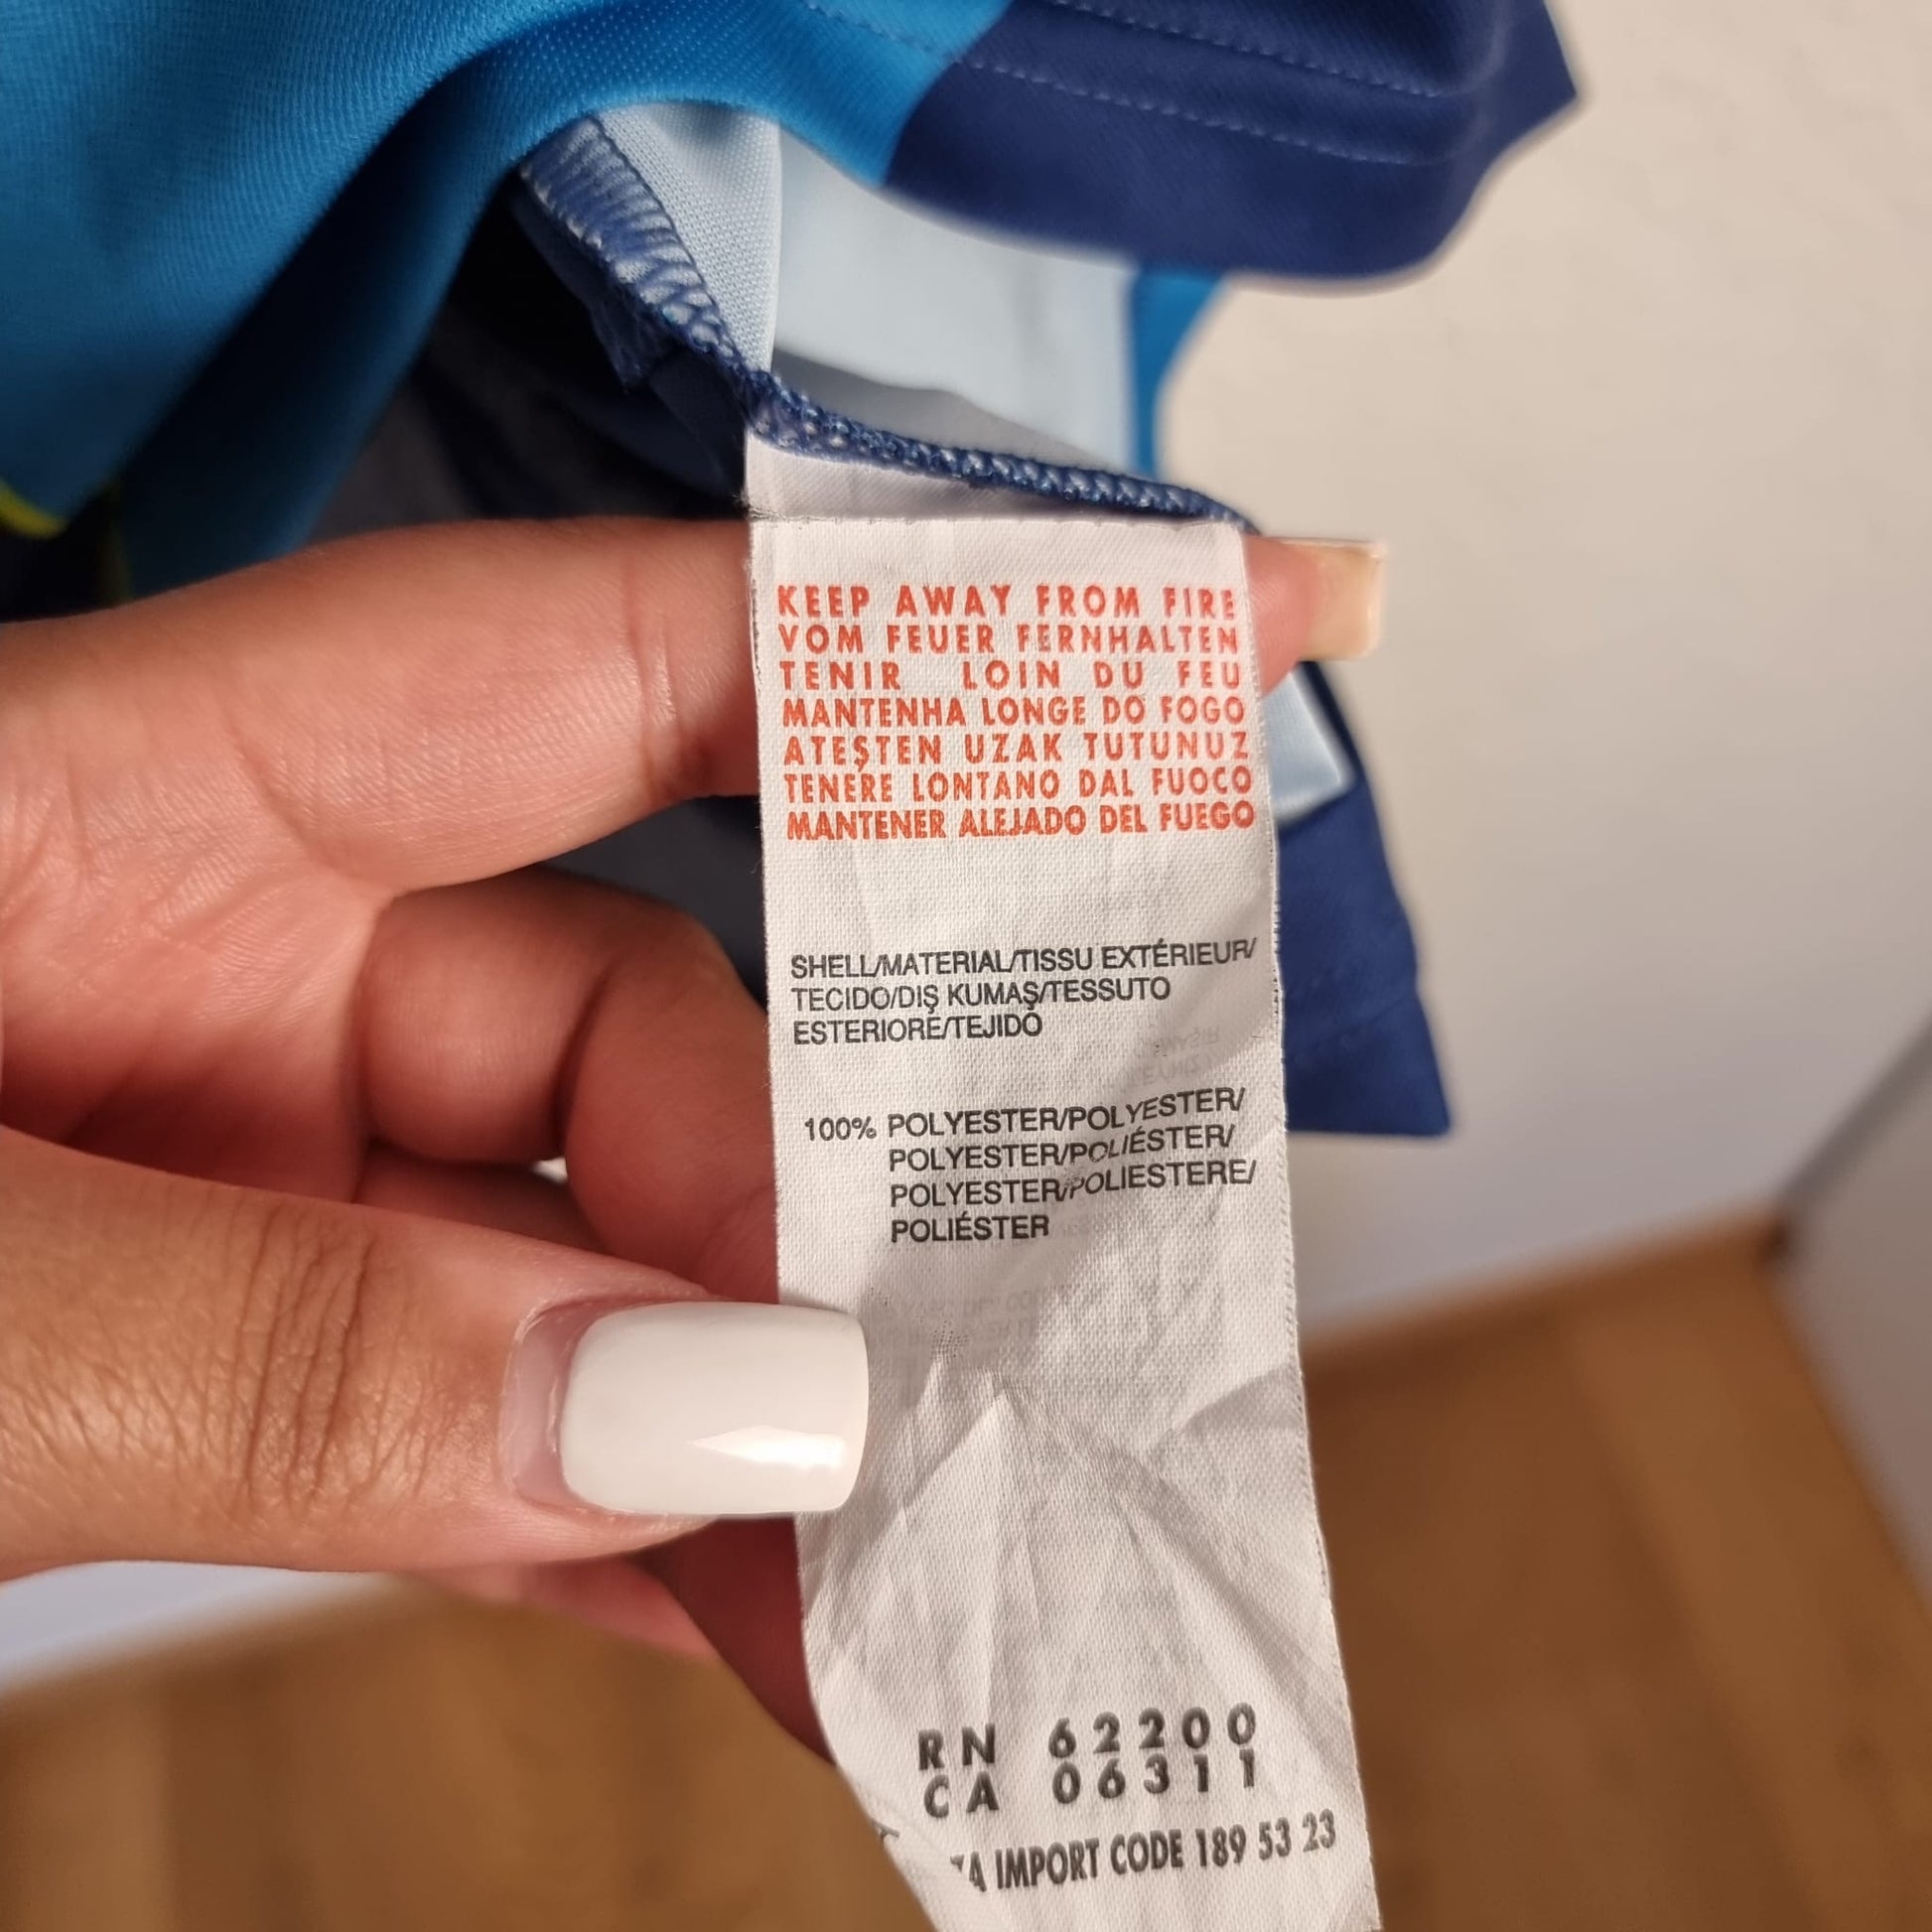 KEEP AWAY FROM FIRE
VOM FEUER FERNHALTEN
TENIR LOIN DU FEU
MANTENHA LONGE DO FOGO
ATEŞTEN UZAK TUTUNUZ
TENERE LONTANO DAL FUOCO
MANTENER ALEJADO DEL FUEGO
SHELL/MATERIAL/TISSU EXTÉRIEUR/
TECIDO/DIŞ KUMAŞ/TESSUTO
ESTERIORE/TEJIDO
100% POLYESTER/POLYESTER/
POLYESTER/POLIÉSTER/
POLYESTER/POLIESTERE/
POLIÉSTER
RN 62200
CA 06311
IMPORT CODE 189 53 23